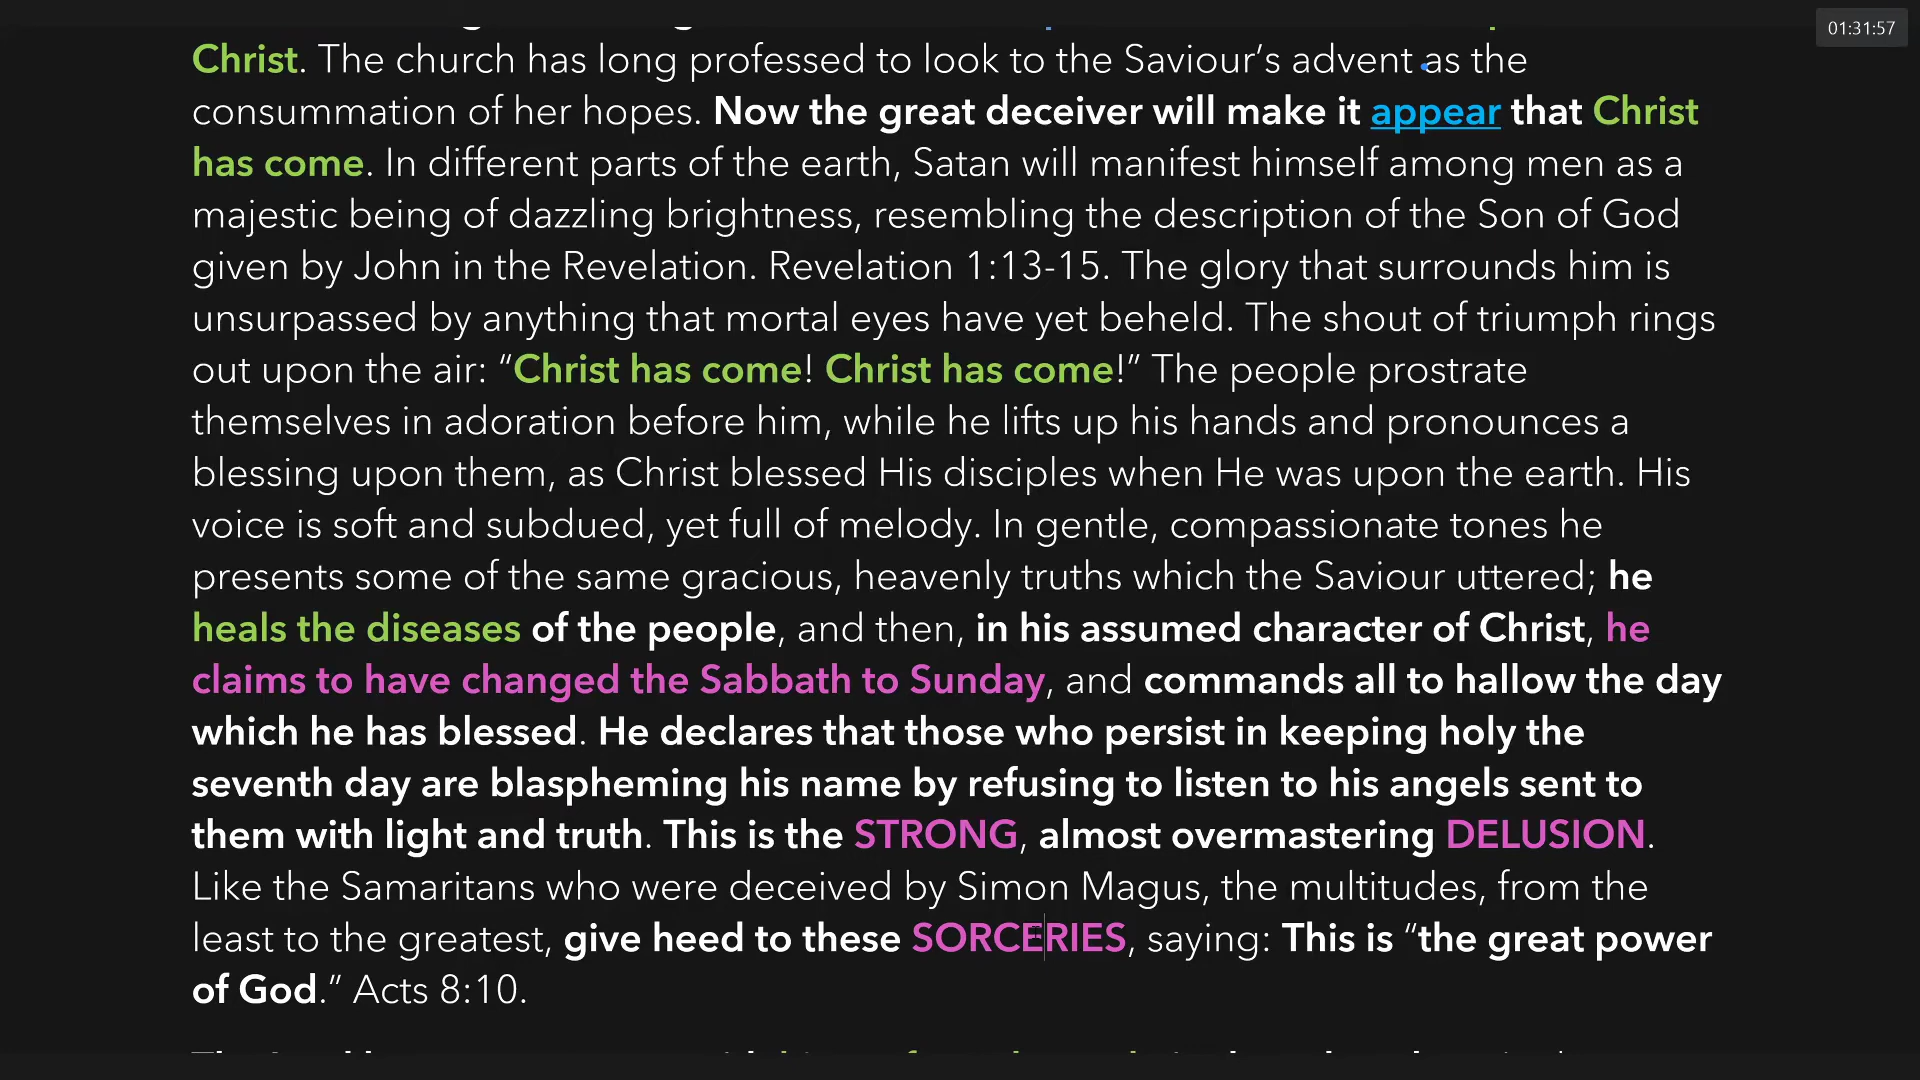 01:31:57
Christ. The church has long professed to look to the Saviour’s advent as the
consummation of her hopes. Now the great deceiver will make it appear that Christ
has come. In different parts of the earth, Satan will manifest himself among men as a
majestic being of dazzling brightness, resembling the description of the Son of God
given by John in the Revelation. Revelation 1:13-15. The glory that surrounds him is
unsurpassed by anything that mortal eyes have yet beheld. The shout of triumph rings
out upon the air: “Christ has come! Christ has come!” The people prostrate
themselves in adoration before him, while he lifts up his hands and pronounces a
blessing upon them, as Christ blessed His disciples when He was upon the earth. His
voice is soft and subdued, yet full of melody. In gentle, compassionate tones he
presents some of the same gracious, heavenly truths which the Saviour uttered; he
heals the diseases of the people, and then, in his assumed character of Christ, he
claims to have changed the Sabbath to Sunday, and commands all to hallow the day
which he has blessed. He declares that those who persist in keeping holy the
seventh day are blaspheming his name by refusing to listen to his angels sent to
them with light and truth. This is the STRONG, almost overmastering DELUSION.
Like the Samaritans who were deceived by Simon Magus, the multitudes, from the
least to the greatest, give heed to these SORCERIES, saying: This is “the great power
of God.” Acts 8:10.